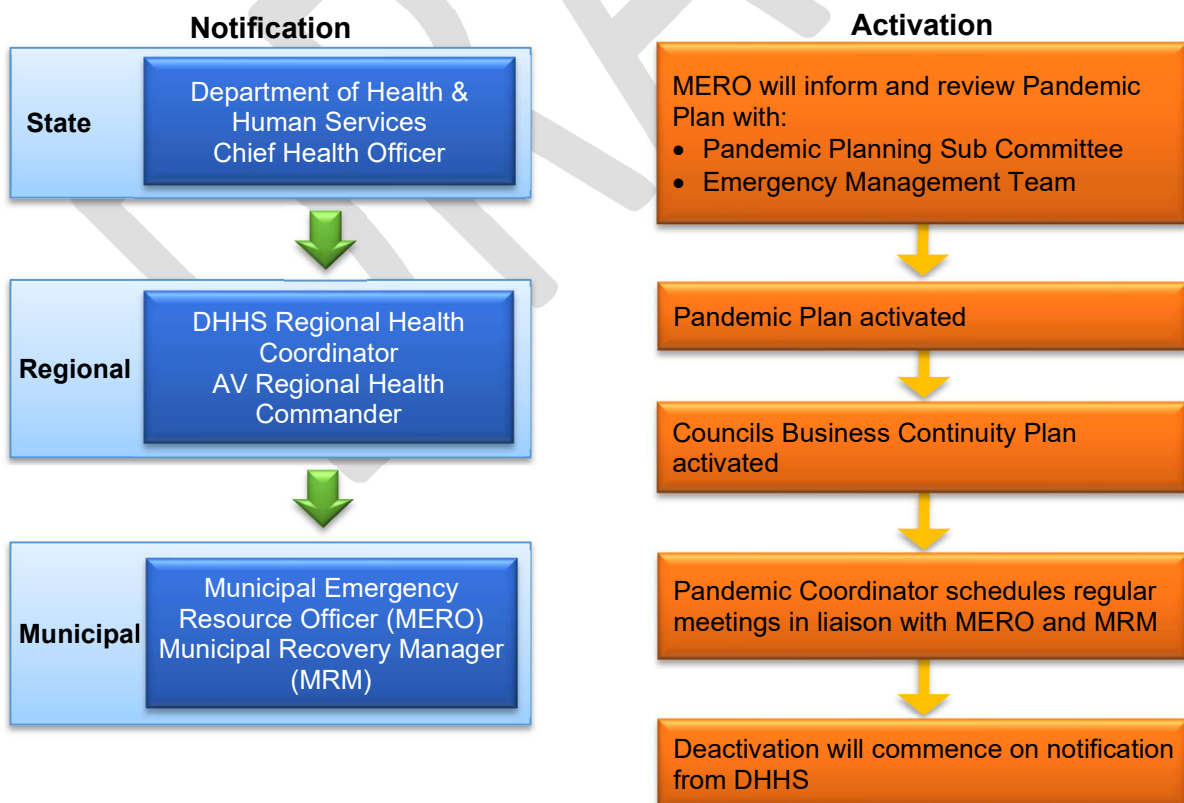 Notification
State
Department of Health &
Human Services
Chief Health Officer
Regional
DHHS Regional Health
Coordinator
AV Regional Health
Commander
Municipal
Municipal Emergency
Resource Officer (MERO)
Municipal Recovery Manager
(MRM)
Activation
MERO will inform and review Pandemic
Plan with:
• Pandemic Planning Sub Committee
• Emergency Management Team
Pandemic Plan activated
Councils Business Continuity Plan
activated
Pandemic Coordinator schedules regular
meetings in liaison with MERO and MRM
Deactivation will commence on notification
from DHHS